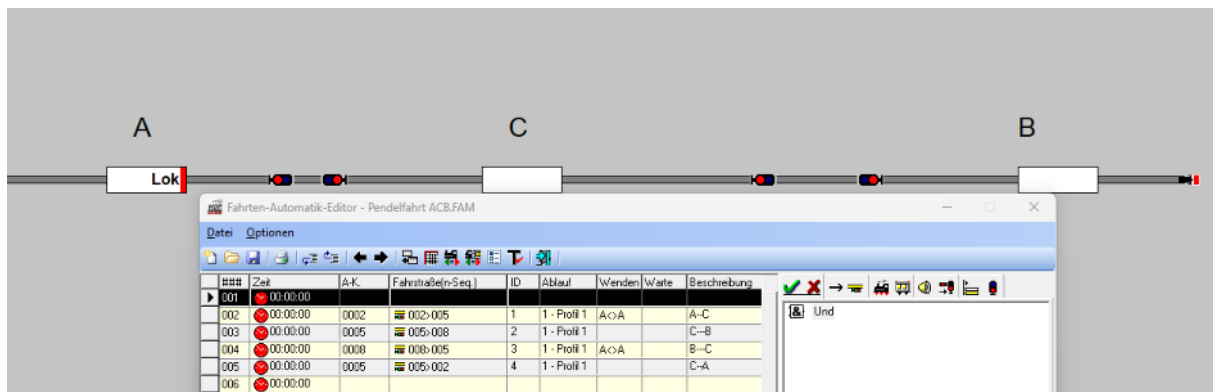 A C B
Lok
Fahrten-Automatik-Editor - Pendelfahrt ACB.FAM
Datei Optionen
### Zeit A-K. Fahrstraße(n-Seq.) ID Ablauf Wenden Warte Beschreibung
001 00:00:00
002 00:00:00 0002 002>005 1 1 - Profil 1 A<>A A--C
003 00:00:00 0005 005>008 2 1 - Profil 1 C---B
004 00:00:00 0008 008>005 3 1 - Profil 1 A<>A B---C
005 00:00:00 0005 005>002 4 1 - Profil 1 C--A
006 00:00:00
& Und